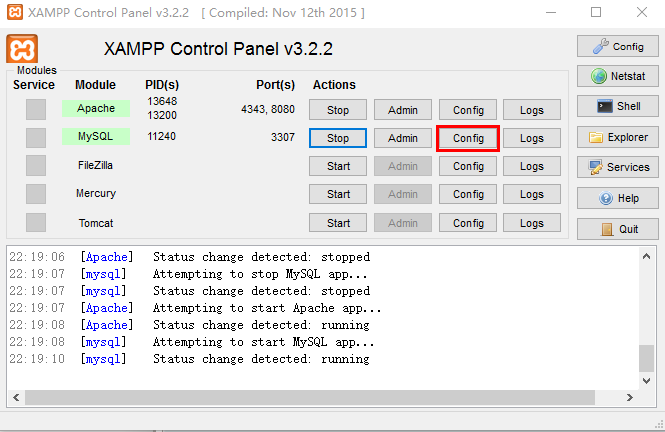 XAMPP Control Panel v3.2.2 [ Compiled: Nov 12th 2015 ]
XAMPP Control Panel v3.2.2
Config
Modules
Service Module PID(s) Port(s) Actions
Netstat
Apache 13648 13200 4343, 8080 Stop Admin Config Logs
Shell
MySQL 11240 3307 Stop Admin Config Logs
Explorer
FileZilla Start Admin Config Logs
Services
Mercury Start Admin Config Logs
Help
Tomcat Start Admin Config Logs
Quit
22:19:06 [Apache] Status change detected: stopped
22:19:07 [mysql] Attempting to stop MySQL app...
22:19:07 [mysql] Status change detected: stopped
22:19:07 [Apache] Attempting to start Apache app...
22:19:08 [Apache] Status change detected: running
22:19:08 [mysql] Attempting to start MySQL app...
22:19:10 [mysql] Status change detected: running